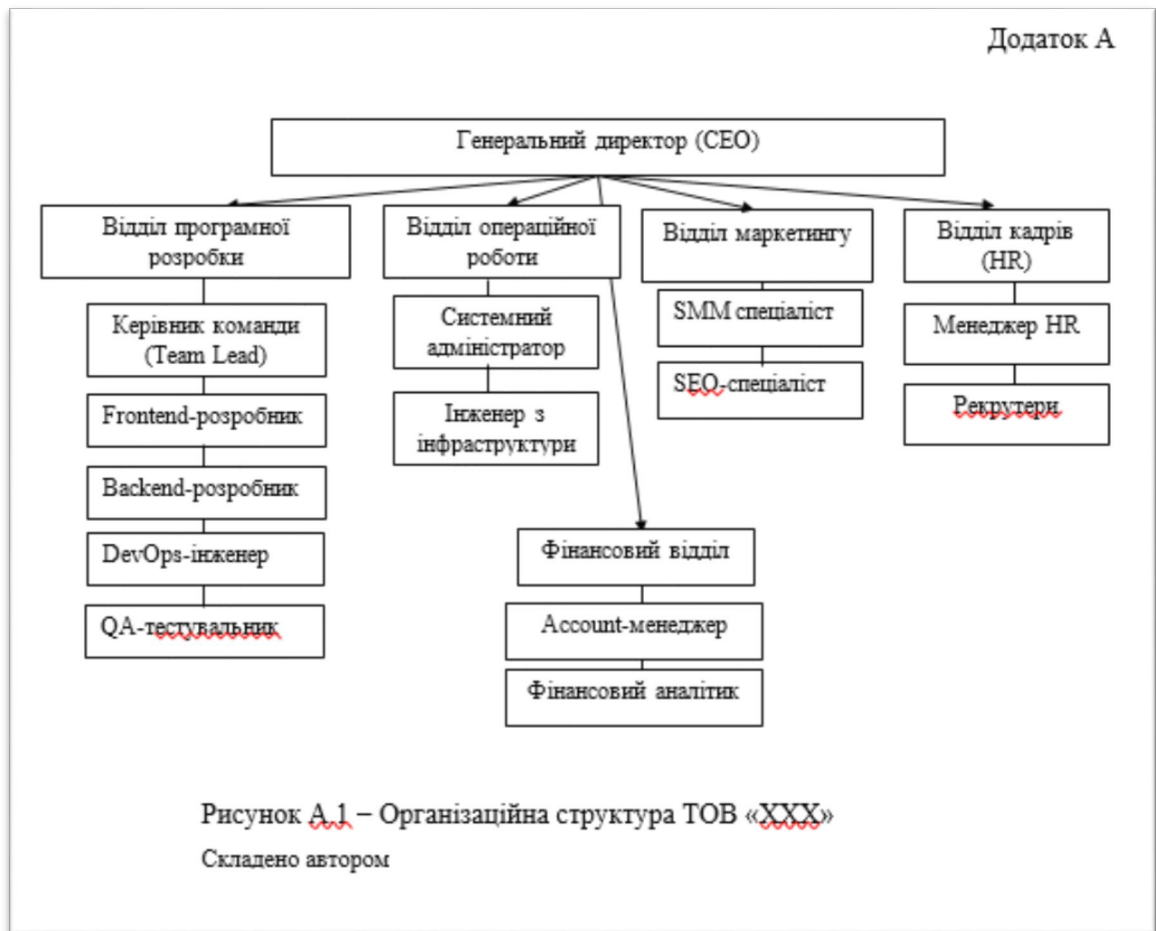 Додаток А
Генеральний директор (CEO)
Відділ програмної
розробки
Керівник команди
(Team Lead)
Frontend-розробник
Backend-розробник
DevOps-інженер
QA-тестувальник
Відділ операційної
роботи
Системний
адміністратор
Інженер з
інфраструктури
Відділ маркетингу
SMM спеціаліст
SEO-спеціаліст
Відділ кадрів
(HR)
Менеджер HR
Рекрутери
Фінансовий відділ
Account-менеджер
Фінансовий аналітик
Рисунок А.1 – Організаційна структура ТОВ «ХХХ»
Складено автором